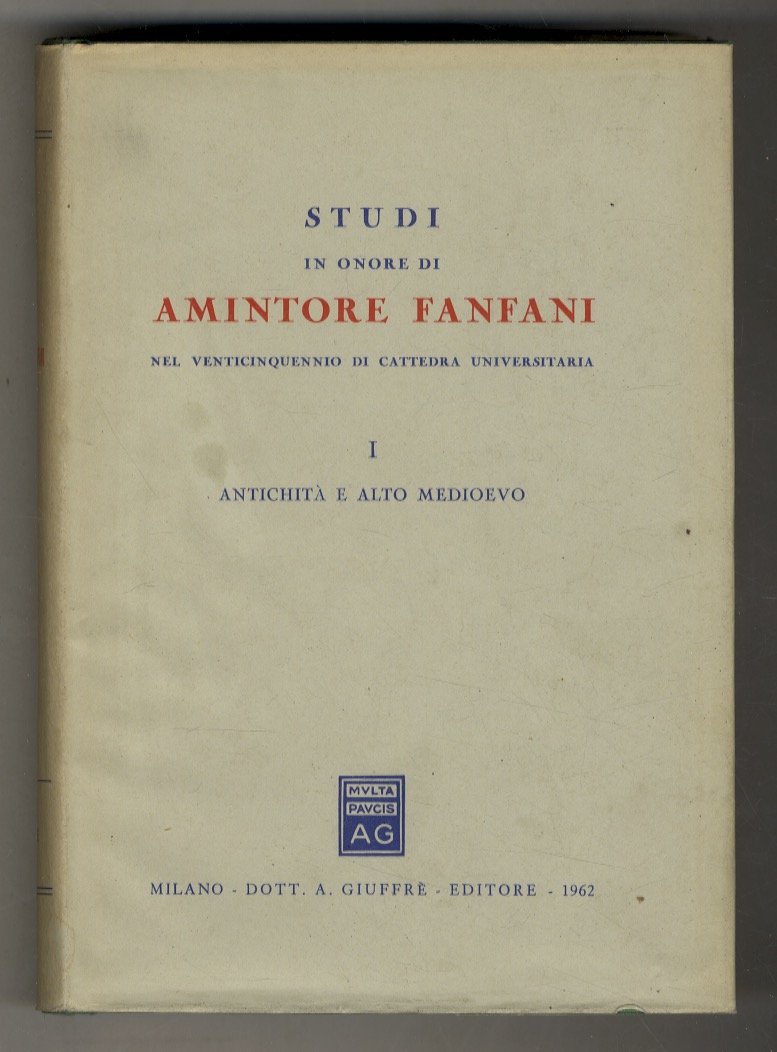 STUDI
IN ONORE DI
AMINTORE FANFANI
NEL VENTICINQUENNIO DI CATTEDRA UNIVERSITARIA
I
ANTICHITÀ E ALTO MEDIOEVO
MVLTA
PAVCIS
AG
MILANO - DOTT. A. GIUFFRÈ - EDITORE - 1962